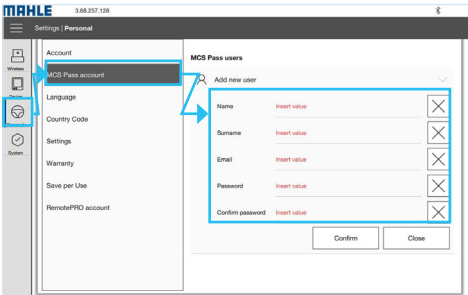 MAHLE
3.68.257.128
Settings | Personal
Wireless
System
Account
MCS Pass account
Language
Country Code
Settings
Warranty
Save per Use
RemotePRO account
MCS Pass users
Add new user
Name Insert value
Surname Insert value
Email Insert value
Password Insert value
Confirm password Insert value
Confirm Close